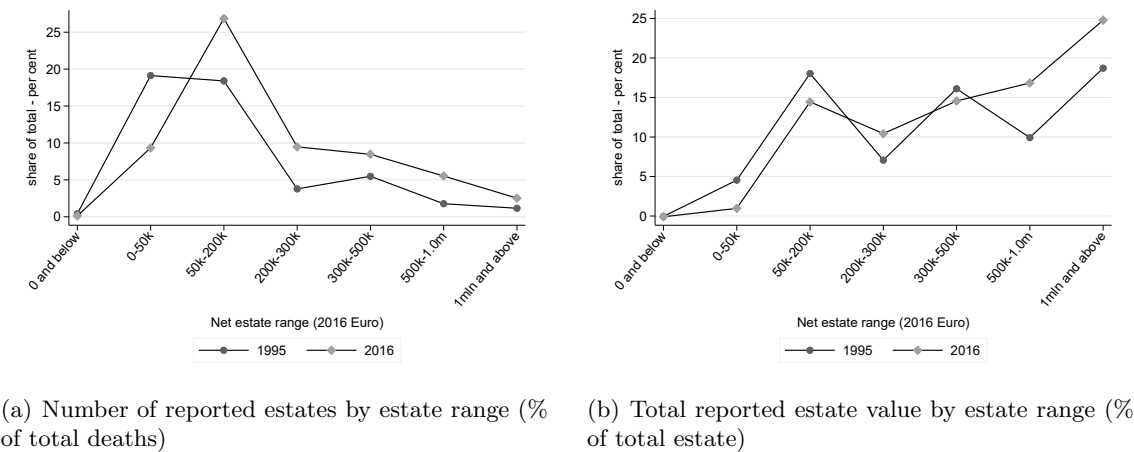 share of total - per cent
25
20
15
10
5
0
0 and below
0-50k
50k-200k
200k-300k
300k-500k
500k-1.0m
1mln and above
Net estate range (2016 Euro)
1995
2016
(a) Number of reported estates by estate range (%
of total deaths)
share of total - per cent
25
20
15
10
5
0
0 and below
0-50k
50k-200k
200k-300k
300k-500k
500k-1.0m
1mln and above
Net estate range (2016 Euro)
1995
2016
(b) Total reported estate value by estate range (%
of total estate)